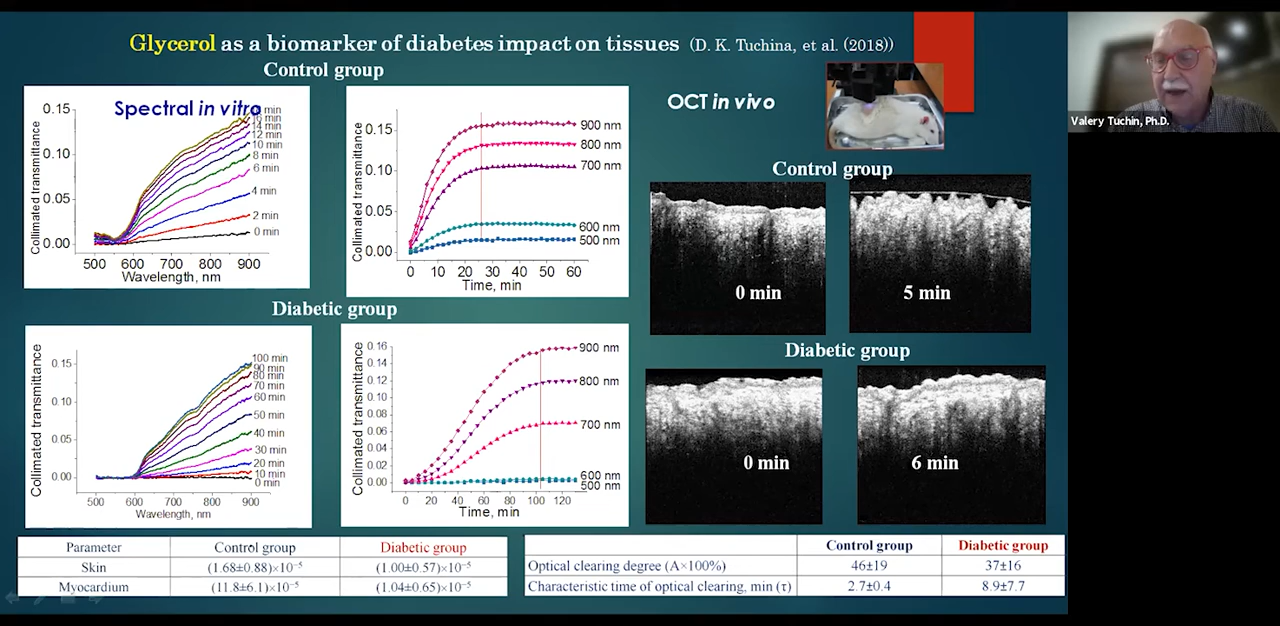 Glycerol as a biomarker of diabetes impact on tissues (D. K. Tuchina, et al. (2018))
Control group
Spectral in vitro
0.15
0.10
0.05
0.00
Collimated transmittance
500 600 700 800 900
Wavelength, nm
16 min
14 min
12 min
10 min
8 min
6 min
4 min
2 min
0 min
0.15
0.10
0.05
0.00
Collimated transmittance
0 10 20 30 40 50 60
Time, min
900 nm
800 nm
700 nm
600 nm
500 nm
Diabetic group
0.15
0.10
0.05
0.00
Collimated transmittance
500 600 700 800 900
Wavelength, nm
100 min
90 min
80 min
70 min
60 min
50 min
40 min
30 min
20 min
10 min
0 min
0.16
0.14
0.12
0.10
0.08
0.06
0.04
0.02
0.00
Collimated transmittance
0 20 40 60 80 100 120
Time, min
900 nm
800 nm
700 nm
600 nm
500 nm
OCT in vivo
Control group
0 min
5 min
Diabetic group
0 min
6 min
Parameter Control group Diabetic group
Skin (1.68±0.88)×10⁻⁵ (1.00±0.57)×10⁻⁵
Myocardium (11.8±6.1)×10⁻⁵ (1.04±0.65)×10⁻⁵
Control group Diabetic group
Optical clearing degree (A×100%) 46±19 37±16
Characteristic time of optical clearing, min (τ) 2.7±0.4 8.9±7.7
Valery Tuchin, Ph.D.